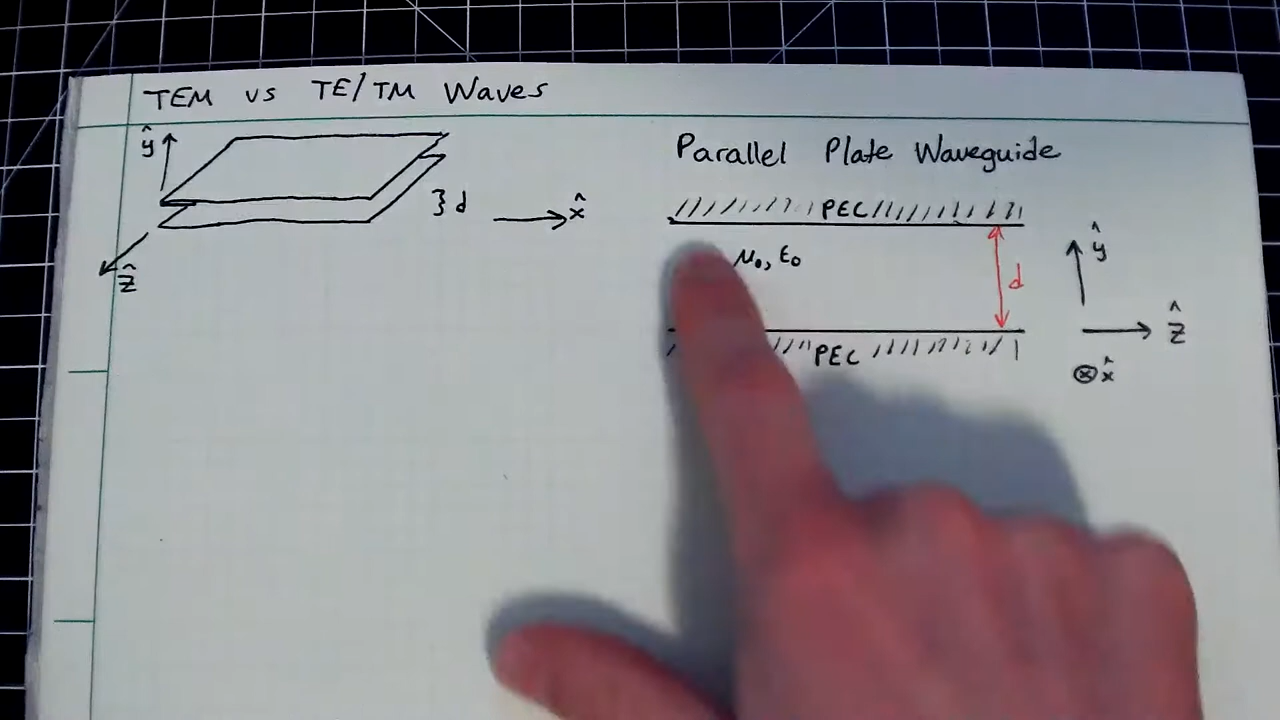 TEM vs TE/TM Waves
ŷ
} d
x̂
ẑ
Parallel Plate Waveguide
PEC
μ₀, ε₀
d
PEC
ŷ
ẑ
x̂